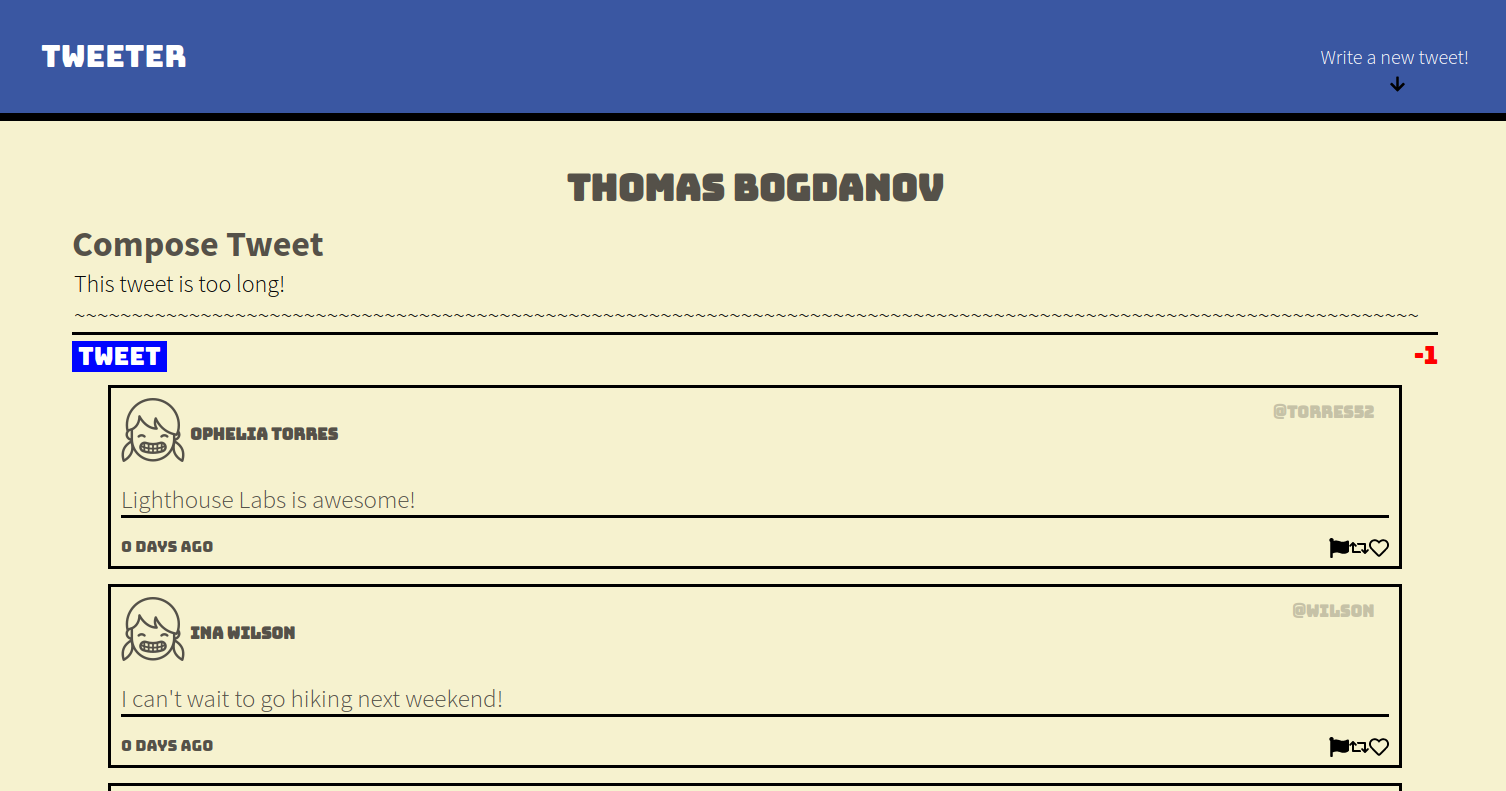 TWEETER
Write a new tweet!
THOMAS BOGDANOV
Compose Tweet
This tweet is too long!
~~~~~~~~~~~~~~~~~~~~~~~~~~~~~~~~~~~~~~~~~~~~~~~~~~~~~~~~~~~~~~~~~~~~~~~~~~~~~~~~~~~~~~~~~~~~~~~~~~~~~~~~~~~~~~~~~~~~~
TWEET
-1
@TORRES52
OPHELIA TORRES
Lighthouse Labs is awesome!
0 DAYS AGO
@WILSON
INA WILSON
I can't wait to go hiking next weekend!
0 DAYS AGO